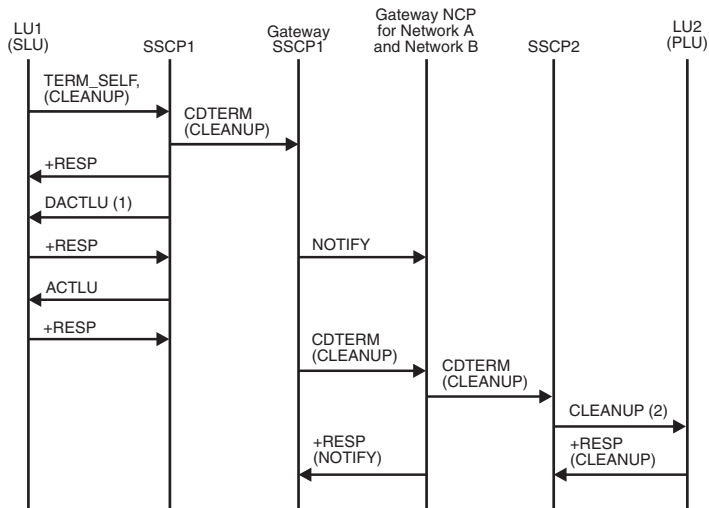 LU1
(SLU)
SSCP1
Gateway
SSCP1
Gateway NCP
for Network A
and Network B
SSCP2
LU2
(PLU)
TERM_SELF,
(CLEANUP)
CDTERM
(CLEANUP)
+RESP
DACTLU (1)
+RESP
NOTIFY
ACTLU
+RESP
CDTERM
(CLEANUP)
CDTERM
(CLEANUP)
CLEANUP (2)
+RESP
(NOTIFY)
+RESP
(CLEANUP)